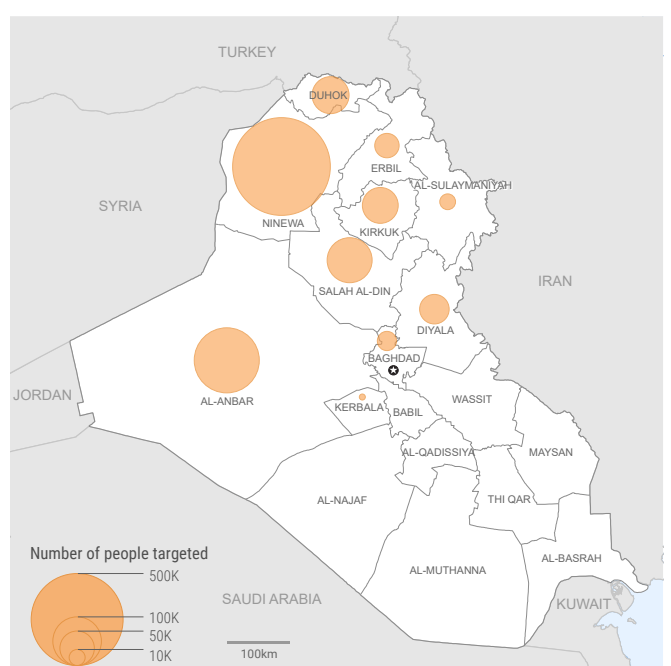 TURKEY
DUHOK
ERBIL
AL-SULAYMANIYAH
SYRIA
NINEWA
KIRKUK
IRAN
SALAH AL-DIN
DIYALA
BAGHDAD
JORDAN
AL-ANBAR
KERBALA
BABIL
WASSIT
AL-QADISSIYA
MAYSAN
AL-NAJAF
THI QAR
Number of people targeted
AL-BASRAH
AL-MUTHANNA
500K
SAUDI ARABIA
KUWAIT
100K
50K
10K
100km